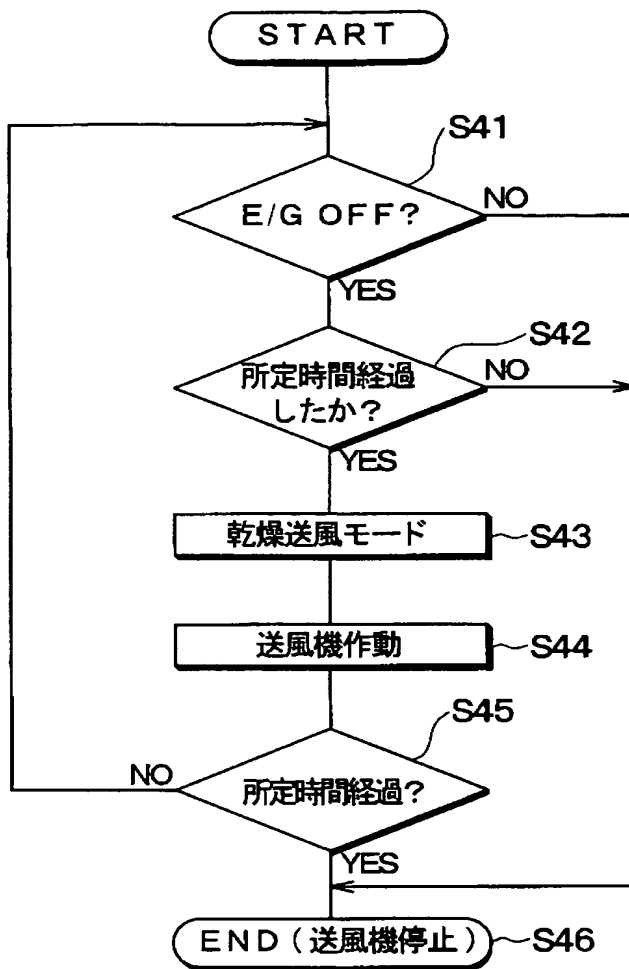 START
S41
E/G OFF?
NO
YES
S42
所定時間経過
したか?
NO
YES
乾燥送風モード
S43
送風機作動
S44
S45
NO
所定時間経過?
YES
END(送風機停止)
S46